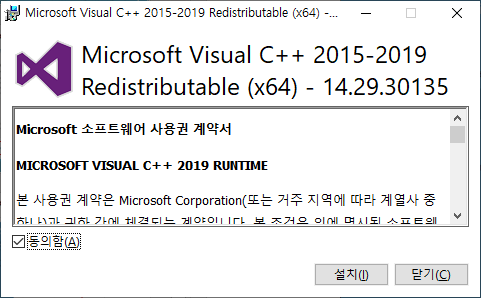 Microsoft Visual C++ 2015-2019 Redistributable (x64) -...
Microsoft Visual C++ 2015-2019
Redistributable (x64) - 14.29.30135
Microsoft 소프트웨어 사용권 계약서
MICROSOFT VISUAL C++ 2019 RUNTIME
본 사용권 계약은 Microsoft Corporation(또는 거주 지역에 따라 계열사 중
하나)과 귀하 간에 체결되는 계약입니다. 본 조건은 위에 명시된 소프트웨
동의함(A)
설치(I)
닫기(C)